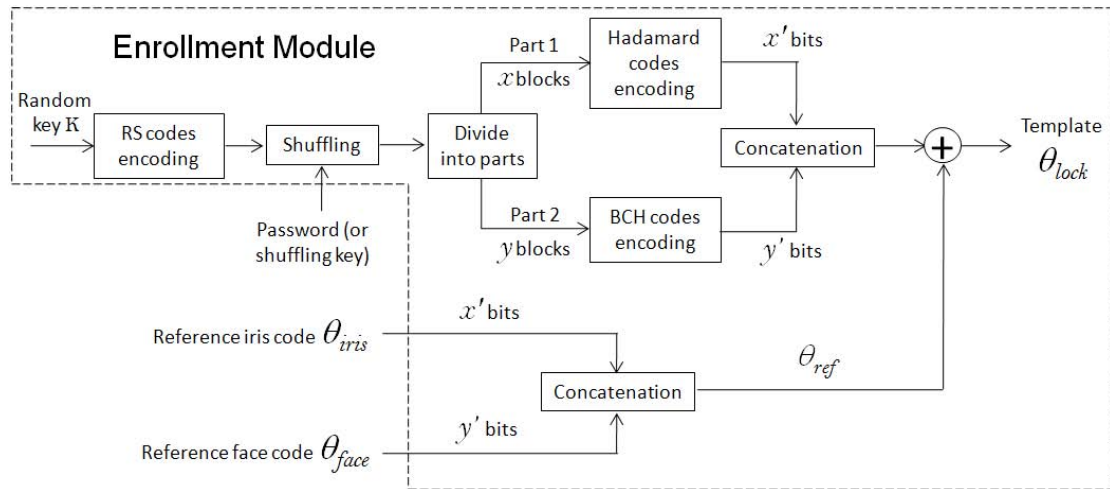 Enrollment Module
Random
key K
RS codes
encoding
Shuffling
Password (or
shuffling key)
Divide
into parts
Part 1
x blocks
Hadamard
codes
encoding
x′ bits
Part 2
y blocks
BCH codes
encoding
y′ bits
Concatenation
+
Template
θlock
Reference iris code θiris
x′ bits
Reference face code θface
y′ bits
Concatenation
θref